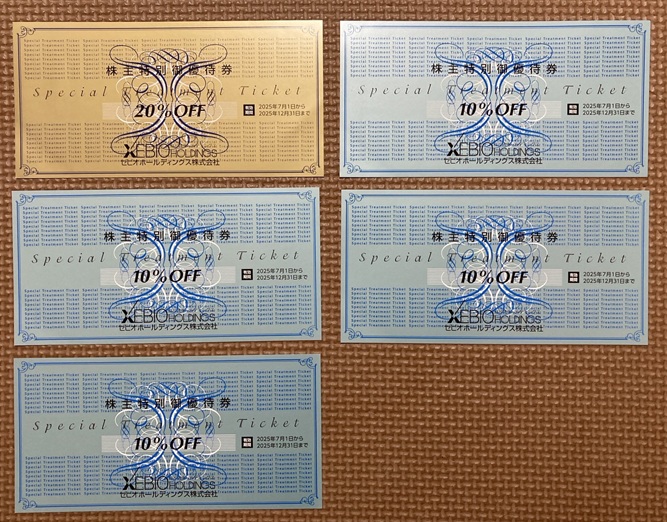 株主特別御優待券
Special Treatment Ticket
20%OFF
2025年7月1日から
2025年12月31日まで
XEBIO HOLDINGS
ゼビオホールディングス株式会社
株主特別御優待券
Special Treatment Ticket
10%OFF
2025年7月1日から
2025年12月31日まで
XEBIO HOLDINGS
ゼビオホールディングス株式会社
株主特別御優待券
Special Treatment Ticket
10%OFF
2025年7月1日から
2025年12月31日まで
XEBIO HOLDINGS
ゼビオホールディングス株式会社
株主特別御優待券
Special Treatment Ticket
10%OFF
2025年7月1日から
2025年12月31日まで
XEBIO HOLDINGS
ゼビオホールディングス株式会社
株主特別御優待券
Special Treatment Ticket
10%OFF
2025年7月1日から
2025年12月31日まで
XEBIO HOLDINGS
ゼビオホールディングス株式会社